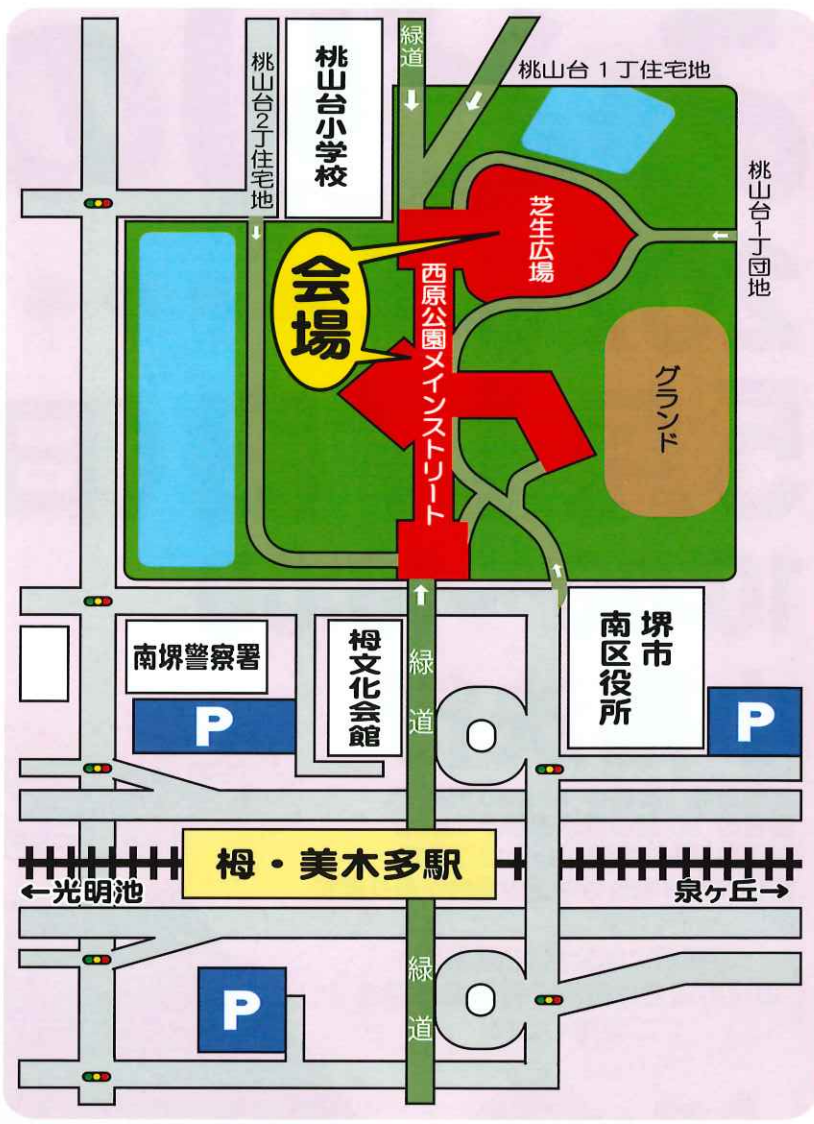 緑道
桃山台1丁住宅地
桃山台2丁住宅地
桃山台小学校
桃山台1丁団地
芝生広場
会場
西原公園メインストリート
グランド
南堺警察署
P
栂文化会館
緑道
堺市
南区役所
P
栂・美木多駅
←光明池
泉ヶ丘→
緑道
P